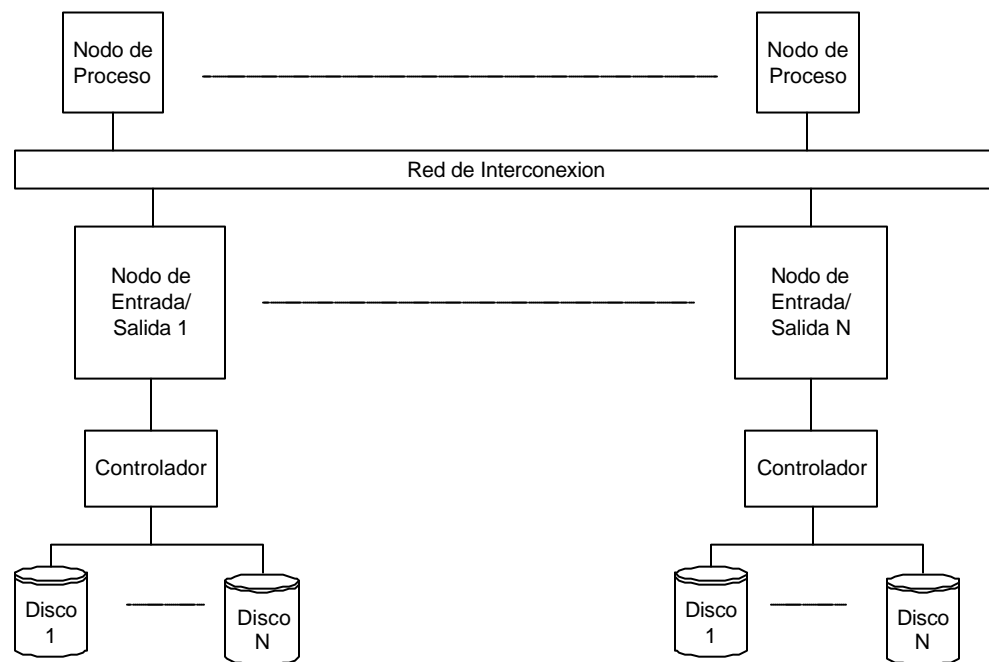 Nodo de
Proceso
Nodo de
Proceso
Red de Interconexion
Nodo de
Entrada/
Salida 1
Nodo de
Entrada/
Salida N
Controlador
Controlador
Disco
1
Disco
N
Disco
1
Disco
N